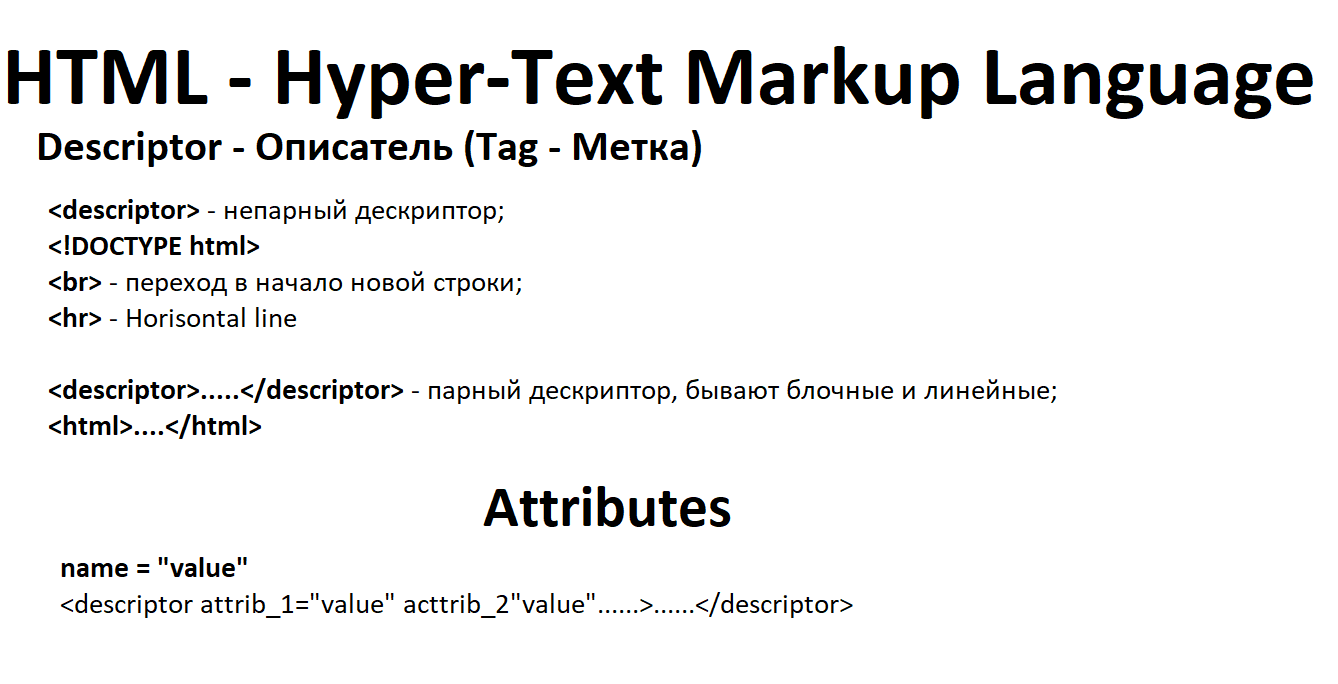 HTML - Hyper-Text Markup Language
Descriptor - Описатель (Tag - Метка)
<descriptor> - непарный дескриптор;
<!DOCTYPE html>
<br> - переход в начало новой строки;
<hr> - Horisontal line
<descriptor>.....</descriptor> - парный дескриптор, бывают блочные и линейные;
<html>....</html>
Attributes
name = "value"
<descriptor attrib_1="value" acttrib_2"value"......>......</descriptor>